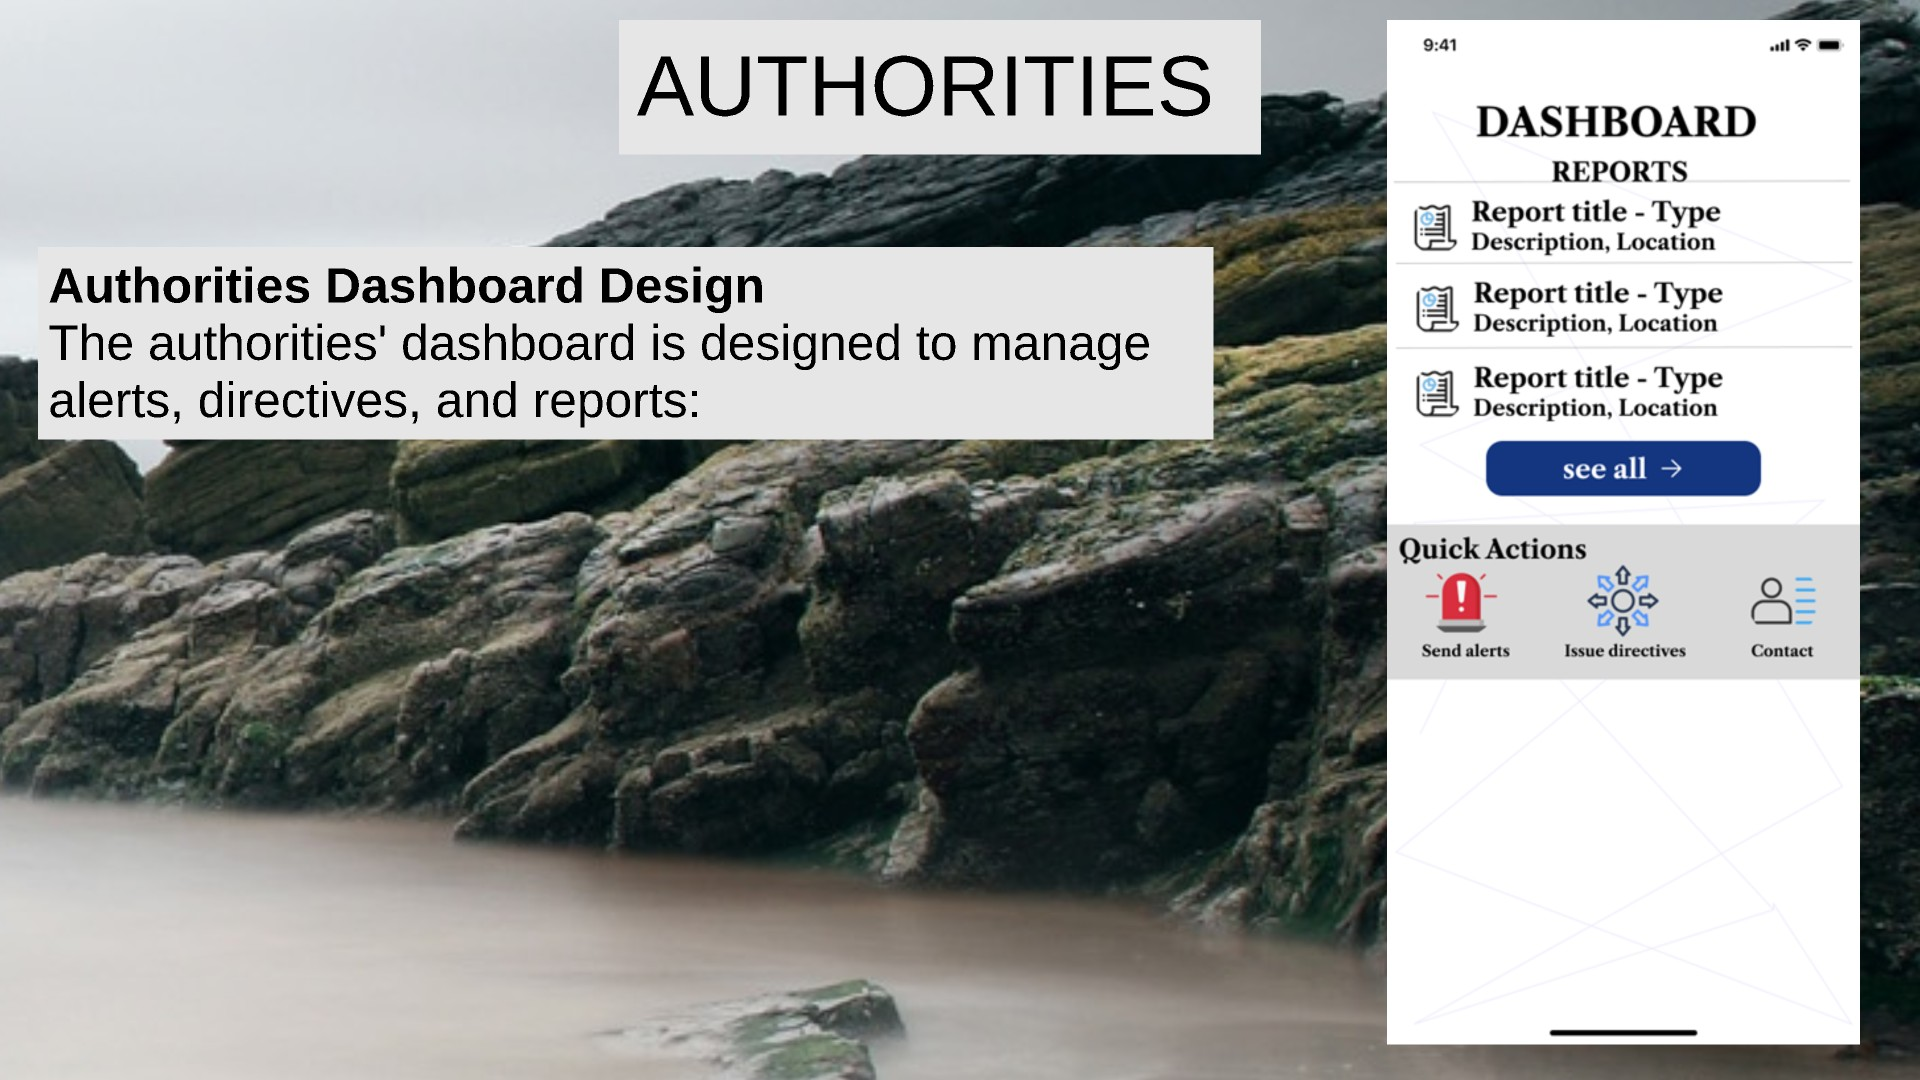 AUTHORITIES
Authorities Dashboard Design
The authorities' dashboard is designed to manage
alerts, directives, and reports:
9:41
DASHBOARD
REPORTS
Report title - Type
Description, Location
Report title - Type
Description, Location
Report title - Type
Description, Location
see all →
Quick Actions
Send alerts
Issue directives
Contact